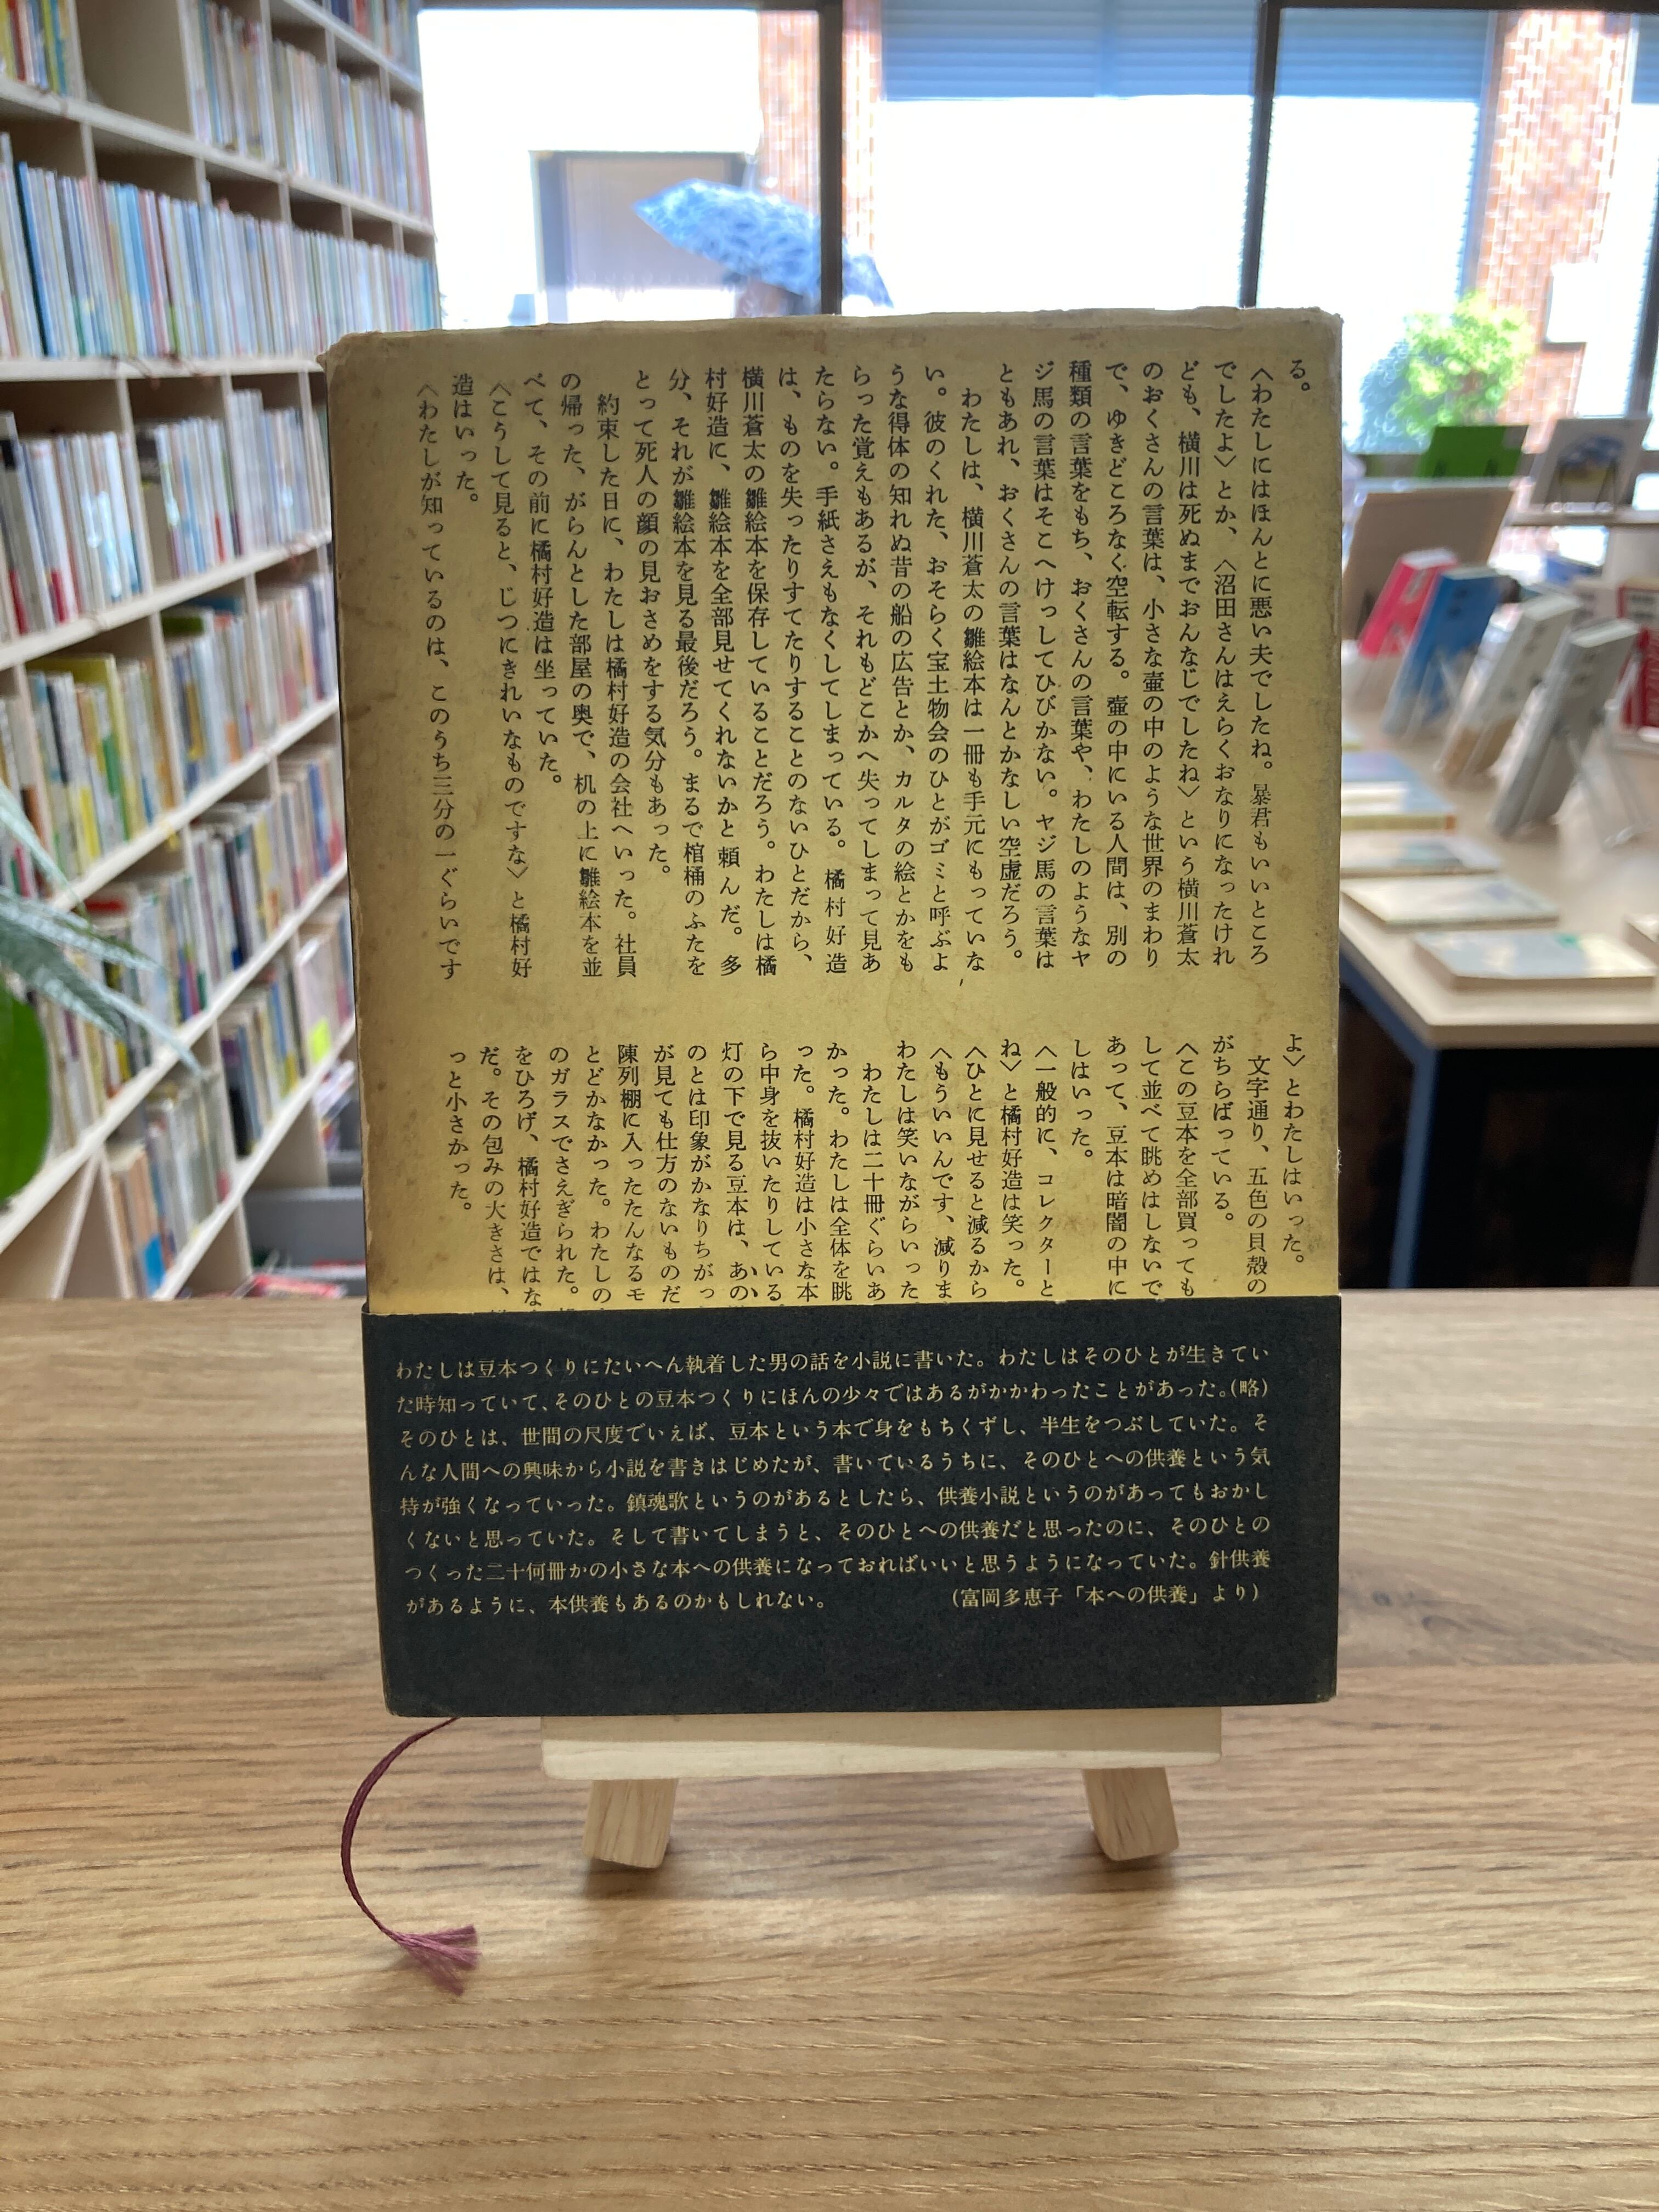 る。
〈わたしにはほんとに悪い夫でしたね。暴君もいいところ
でしたよ〉とか、〈沼田さんはえらくおなりになったけれ
ども、横川は死ぬまでおんなじでしたね〉という横川蒼太
のおくさんの言葉は、小さな壷の中のような世界のまわり
で、ゆきどころなく空転する。壷の中にいる人間は、別の
種類の言葉をもち、おくさんの言葉や、わたしのようなヤ
ジ馬の言葉はそこへけっしてひびかない。ヤジ馬の言葉は
ともあれ、おくさんの言葉はなんとかなしい空虚だろう。
わたしは、横川蒼太の雛絵本は一冊も手元にもっていな
い。彼のくれた、おそらく宝土物会のひとがゴミと呼ぶよ
うな得体の知れぬ昔の船の広告とか、カルタの絵とかをも
らった覚えもあるが、それもどこかへ失ってしまって見あ
たらない。手紙さえもなくしてしまっている。橘村好造
は、ものを失ったりすてたりすることのないひとだから、
横川蒼太の雛絵本を保存していることだろう。わたしは橘
村好造に、雛絵本を全部見せてくれないかと頼んだ。多
分、それが雛絵本を見る最後だろう。まるで棺桶のふたを
とって死人の顔の見おさめをする気分もあった。
約束した日に、わたしは橘村好造の会社へいった。社員
の帰った、がらんとした部屋の奥で、机の上に雛絵本を並
べて、その前に橘村好造は坐っていた。
〈こうして見ると、じつにきれいなものですな〉と橘村好
造はいった。
〈わたしが知っているのは、このうち三分の一ぐらいです
よ〉とわたしはいった。
文字通り、五色の貝殻の
がちらばっている。
〈この豆本を全部買っても
して並べて眺めはしないで
あって、豆本は暗闇の中に
しはいった。
〈一般的に、コレクターと
ね〉と橘村好造は笑った。
〈ひとに見せると減るから
〈もういいんです、減りま
わたしは笑いながらいった
わたしは二十冊ぐらいあ
かった。わたしは全体を眺
った。橘村好造は小さな本
ら中身を抜いたりしている
灯の下で見る豆本は、あの
のとは印象がかなりちがっ
が見ても仕方のないものだ
陳列棚に入ったたんなるモ
とどかなかった。わたしの
のガラスでさえぎられた。
をひろげ、橘村好造ではな
だ。その包みの大きさは、
っと小さかった。
わたしは豆本つくりにたいへん執着した男の話を小説に書いた。わたしはそのひとが生きてい
た時知っていて、そのひとの豆本つくりにほんの少々ではあるがかかわったことがあった。(略)
そのひとは、世間の尺度でいえば、豆本という本で身をもちくずし、半生をつぶしていた。そ
んな人間への興味から小説を書きはじめたが、書いているうちに、そのひとへの供養という気
持が強くなっていった。鎮魂歌というのがあるとしたら、供養小説というのがあってもおかし
くないと思っていた。そして書いてしまうと、そのひとへの供養だと思ったのに、そのひとの
つくった二十何冊かの小さな本への供養になっておればいいと思うようになっていた。針供養
があるように、本供養もあるのかもしれない。 (富岡多恵子「本への供養」より)